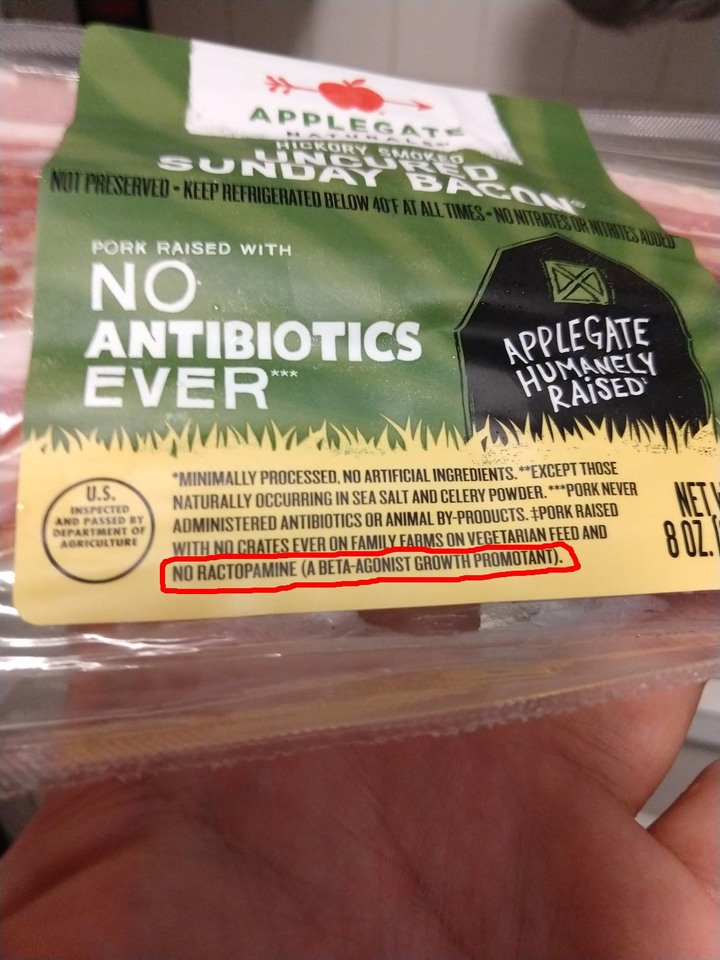 APPLEGATE
NATURALS
HICKORY SMOKED
UNCURED
SUNDAY BACON®
NOT PRESERVED • KEEP REFRIGERATED BELOW 40°F AT ALL TIMES • NO NITRATES OR NITRITES ADDED
PORK RAISED WITH
NO
ANTIBIOTICS
EVER***
APPLEGATE
HUMANELY
RAISED‡
U.S.
INSPECTED
AND PASSED BY
DEPARTMENT OF
AGRICULTURE
*MINIMALLY PROCESSED, NO ARTIFICIAL INGREDIENTS. **EXCEPT THOSE
NATURALLY OCCURRING IN SEA SALT AND CELERY POWDER. ***PORK NEVER
ADMINISTERED ANTIBIOTICS OR ANIMAL BY-PRODUCTS. ‡PORK RAISED
WITH NO CRATES EVER ON FAMILY FARMS ON VEGETARIAN FEED AND
NO RACTOPAMINE (A BETA-AGONIST GROWTH PROMOTANT).
NET
8 OZ.